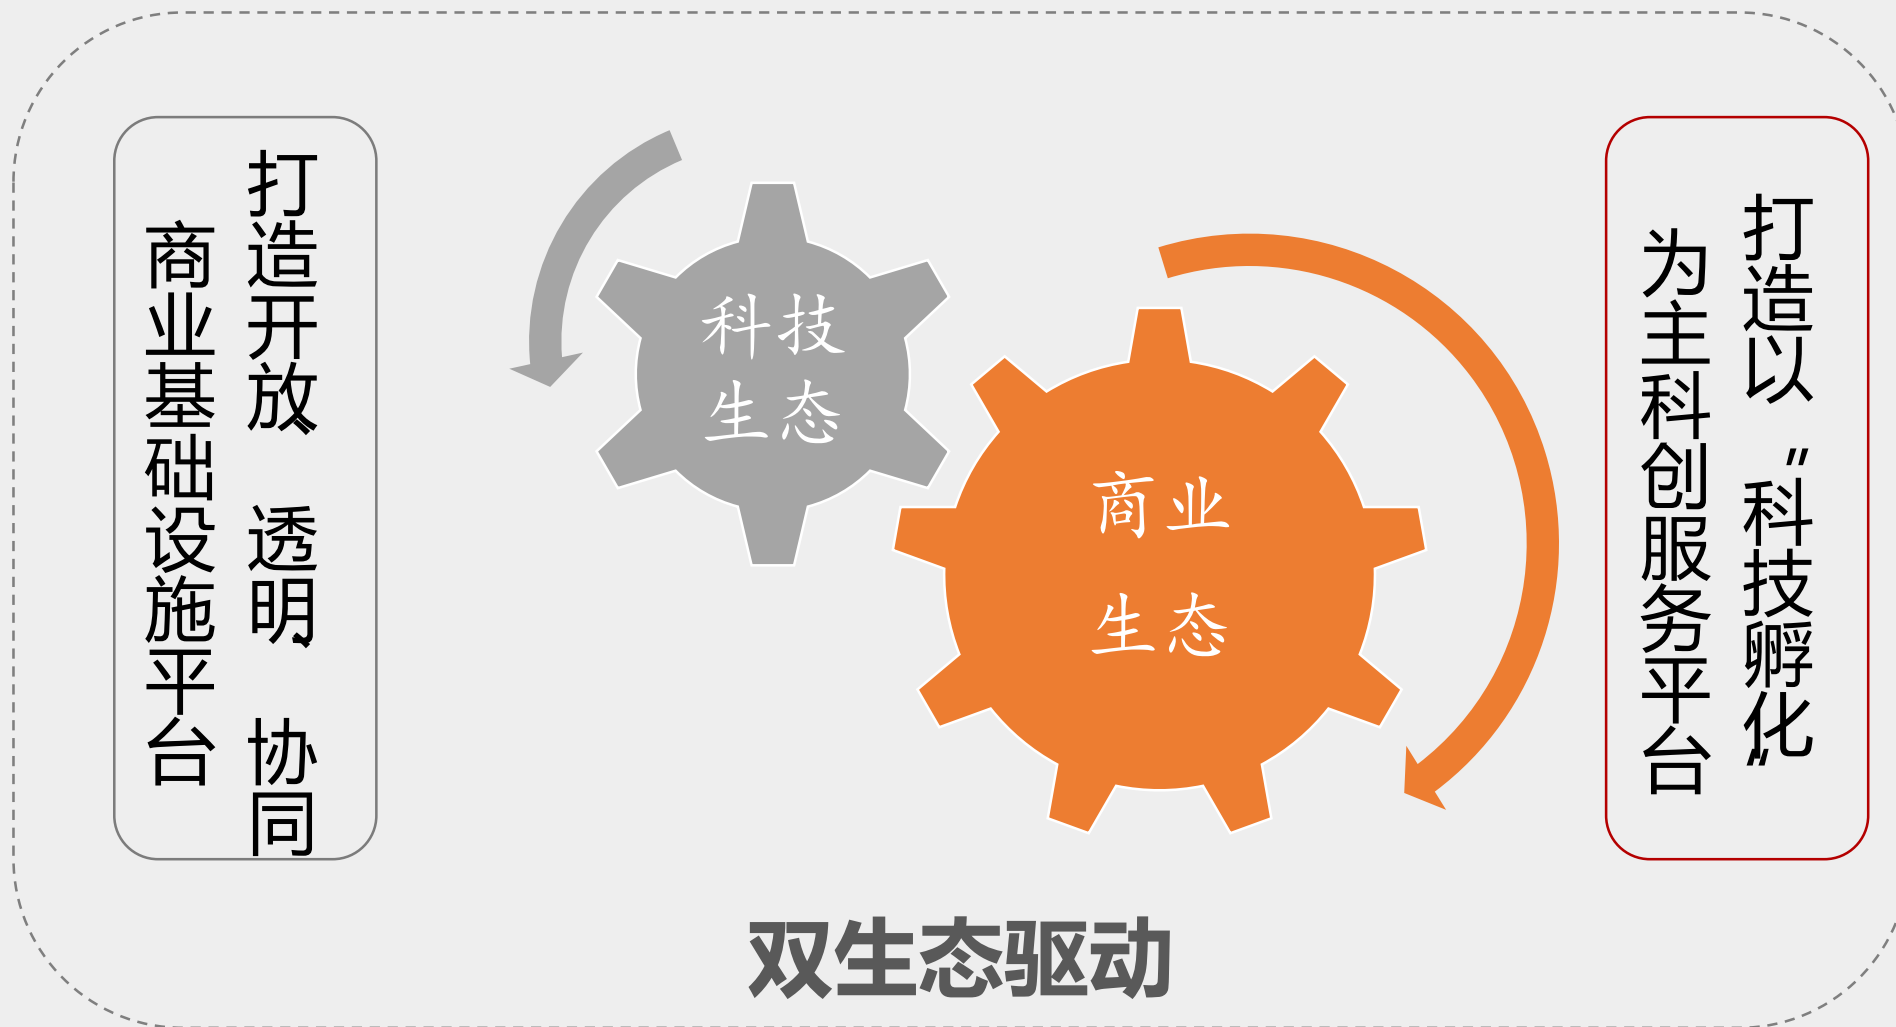 打造开放、透明、协同
商业基础设施平台
科技
生态
商业
生态
打造以“科技孵化”
为主科创服务平台
双生态驱动